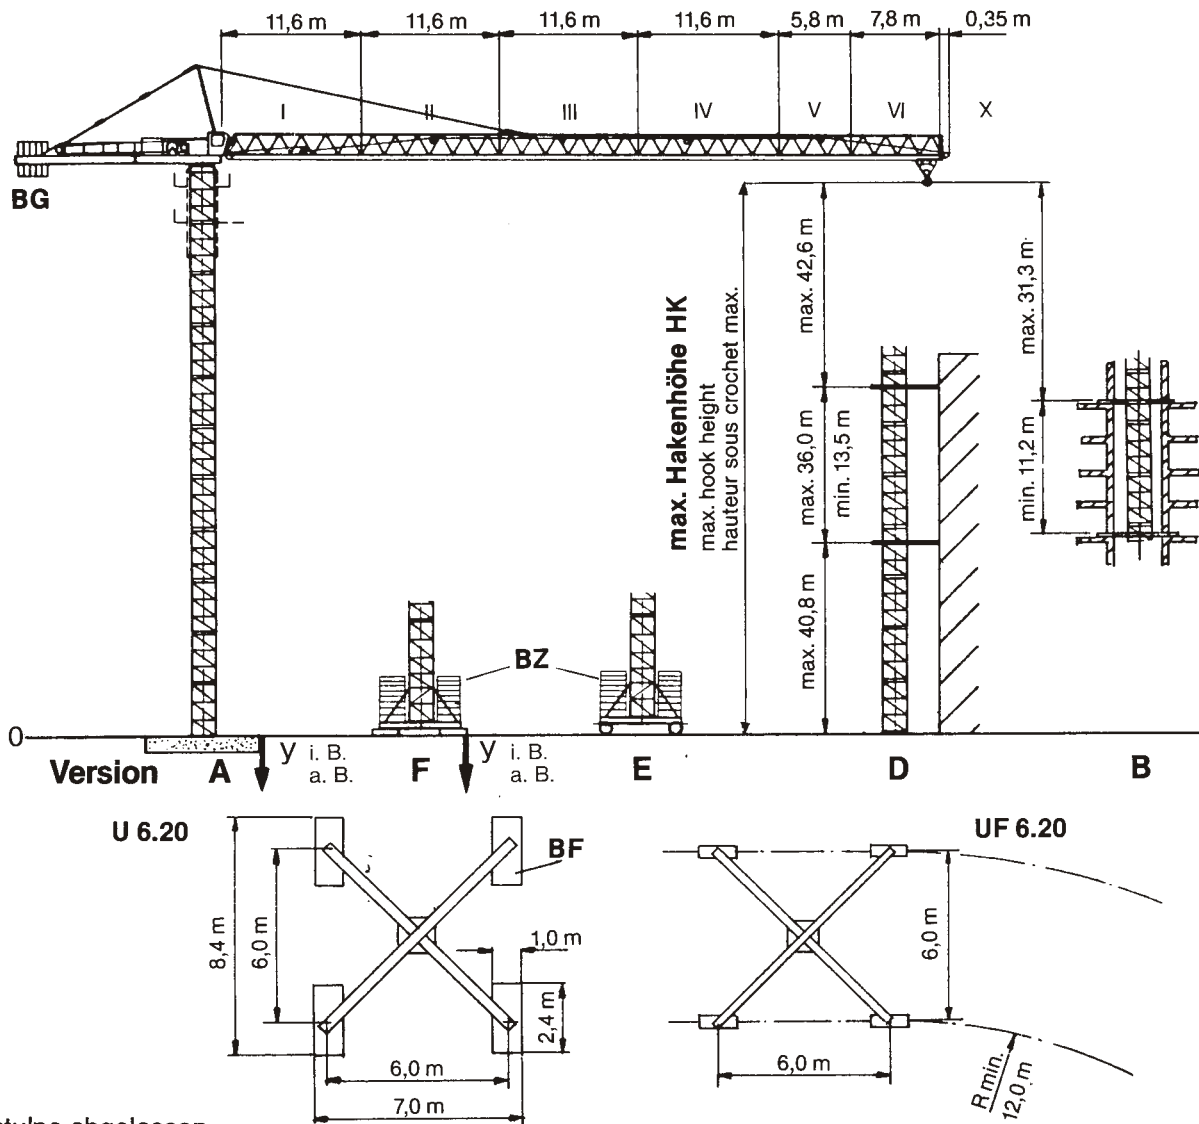 11,6 m 11,6 m 11,6 m 11,6 m 5,8 m 7,8 m 0,35 m
I II III IV V VI X
BG
max. Hakenhöhe HK
max. hook height
hauteur sous crochet max.
max. 42,6 m
max. 36,0 m
min. 13,5 m
max. 40,8 m
max. 31,3 m
min. 11,2 m
BZ
0
y i. B.
a. B.
y i. B.
a. B.
Version A F E D B
U 6.20
BF
8,4 m
6,0 m
1,0 m
2,4 m
6,0 m
7,0 m
UF 6.20
6,0 m
6,0 m
R min.
12,0 m